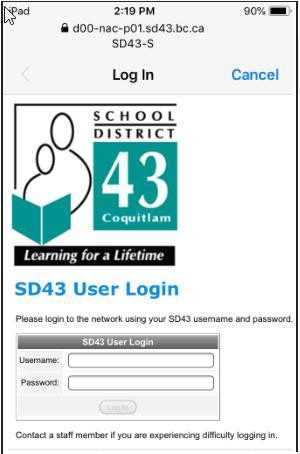 iPad 2:19 PM 90%
d00-nac-p01.sd43.bc.ca
SD43-S
Log In Cancel
SCHOOL
DISTRICT
43
Coquitlam
Learning for a Lifetime
SD43 User Login
Please login to the network using your SD43 username and password.
SD43 User Login
Username:
Password:
Log In
Contact a staff member if you are experiencing difficulty logging in.